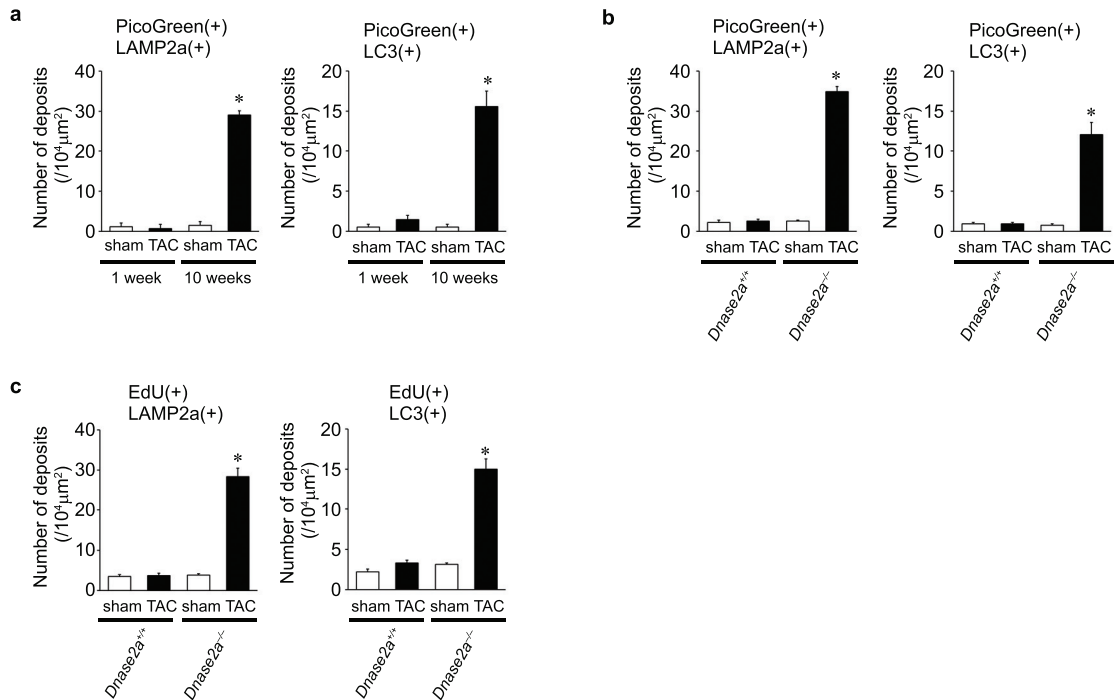 a
PicoGreen(+)
LAMP2a(+)
Number of deposits
(/10⁴μm²)
40
30
20
10
0
*
sham TAC sham TAC
1 week 10 weeks
PicoGreen(+)
LC3(+)
Number of deposits
(/10⁴μm²)
20
15
10
5
0
*
sham TAC sham TAC
1 week 10 weeks
b
PicoGreen(+)
LAMP2a(+)
Number of deposits
(/10⁴μm²)
40
30
20
10
0
*
sham TAC sham TAC
Dnase2a⁺/⁺ Dnase2a⁻/⁻
PicoGreen(+)
LC3(+)
Number of deposits
(/10⁴μm²)
20
15
10
5
0
*
sham TAC sham TAC
Dnase2a⁺/⁺ Dnase2a⁻/⁻
c
EdU(+)
LAMP2a(+)
Number of deposits
(/10⁴μm²)
40
30
20
10
0
*
sham TAC sham TAC
Dnase2a⁺/⁺ Dnase2a⁻/⁻
EdU(+)
LC3(+)
Number of deposits
(/10⁴μm²)
20
15
10
5
0
*
sham TAC sham TAC
Dnase2a⁺/⁺ Dnase2a⁻/⁻